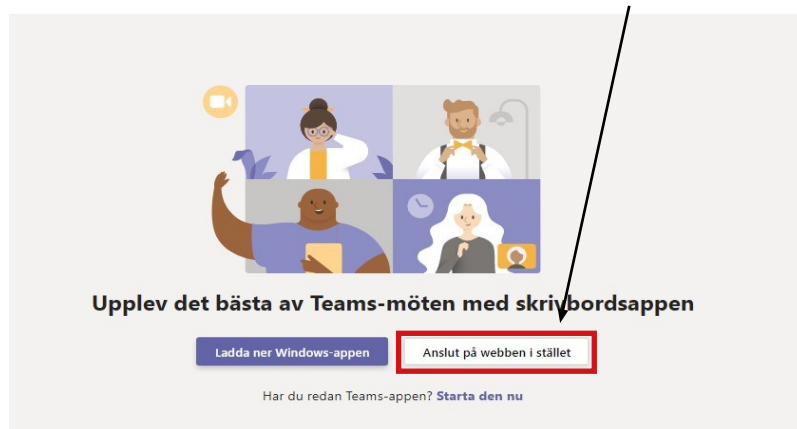 Upplev det bästa av Teams-möten med skrivbordsappen
Ladda ner Windows-appen
Anslut på webben i stället
Har du redan Teams-appen? Starta den nu